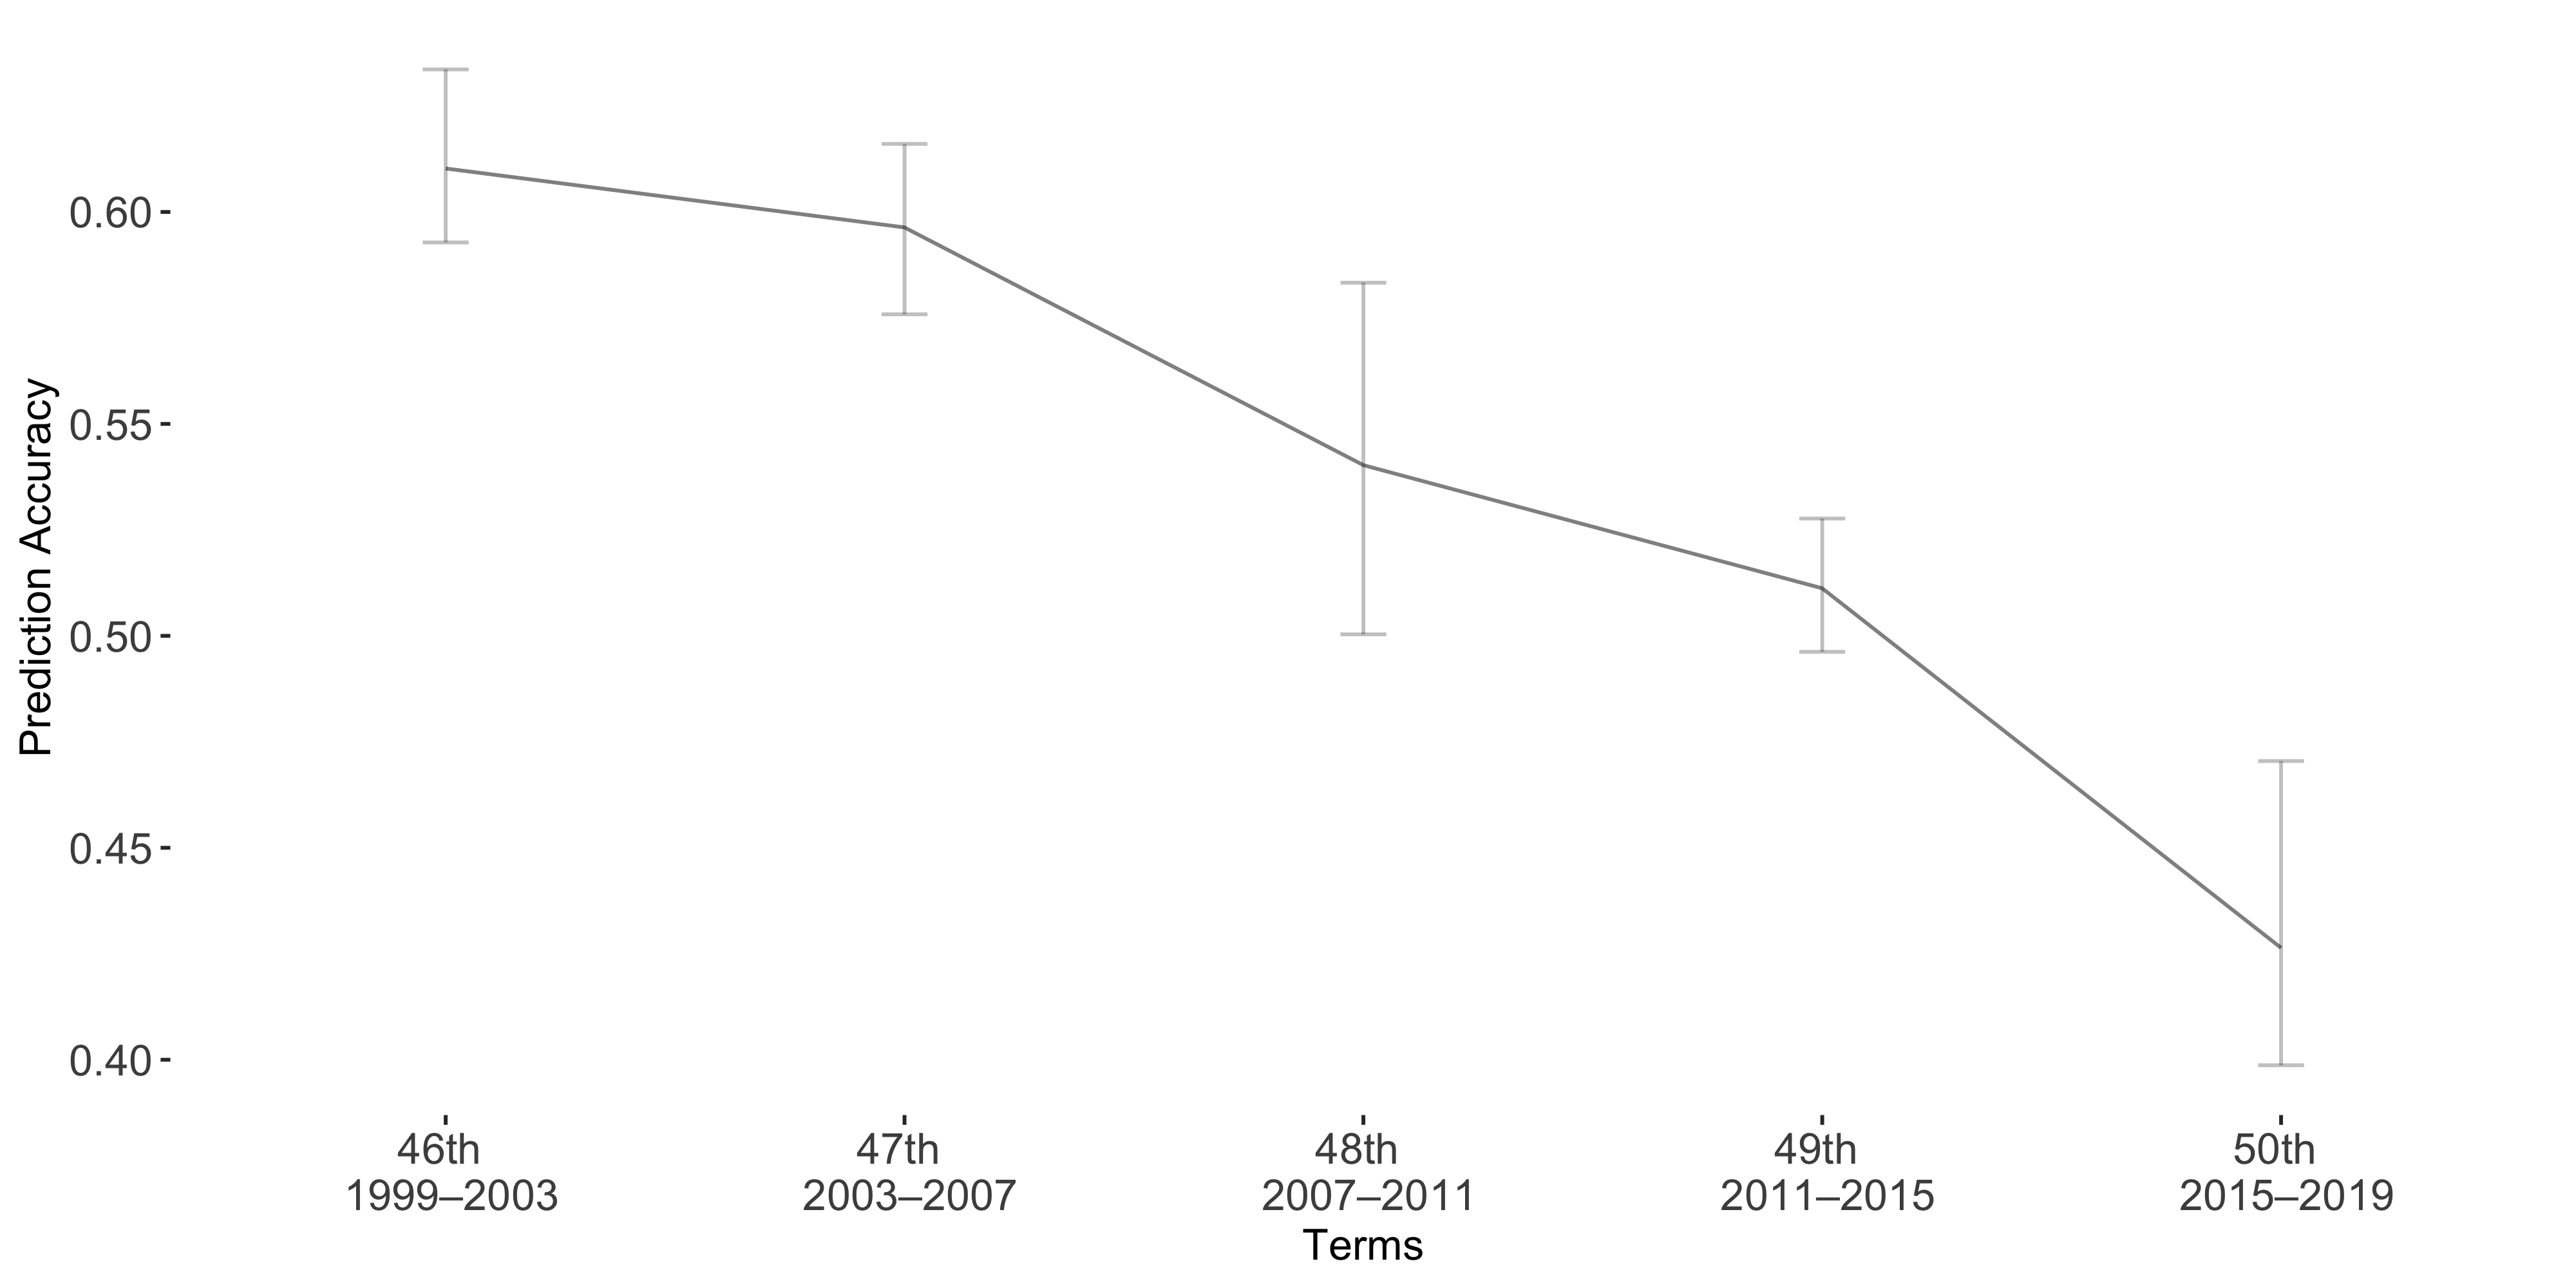 Prediction Accuracy
0.60
0.55
0.50
0.45
0.40
46th
1999–2003
47th
2003–2007
48th
2007–2011
49th
2011–2015
50th
2015–2019
Terms